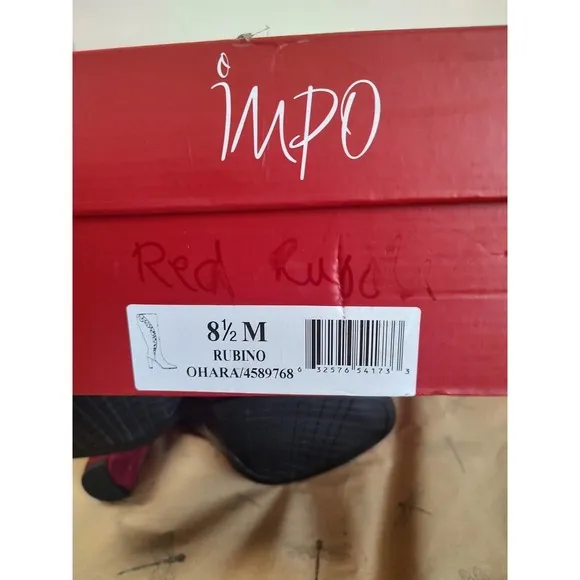 impo
Red
8½ M
RUBINO
OHARA/4589768
6 32576 54173 3